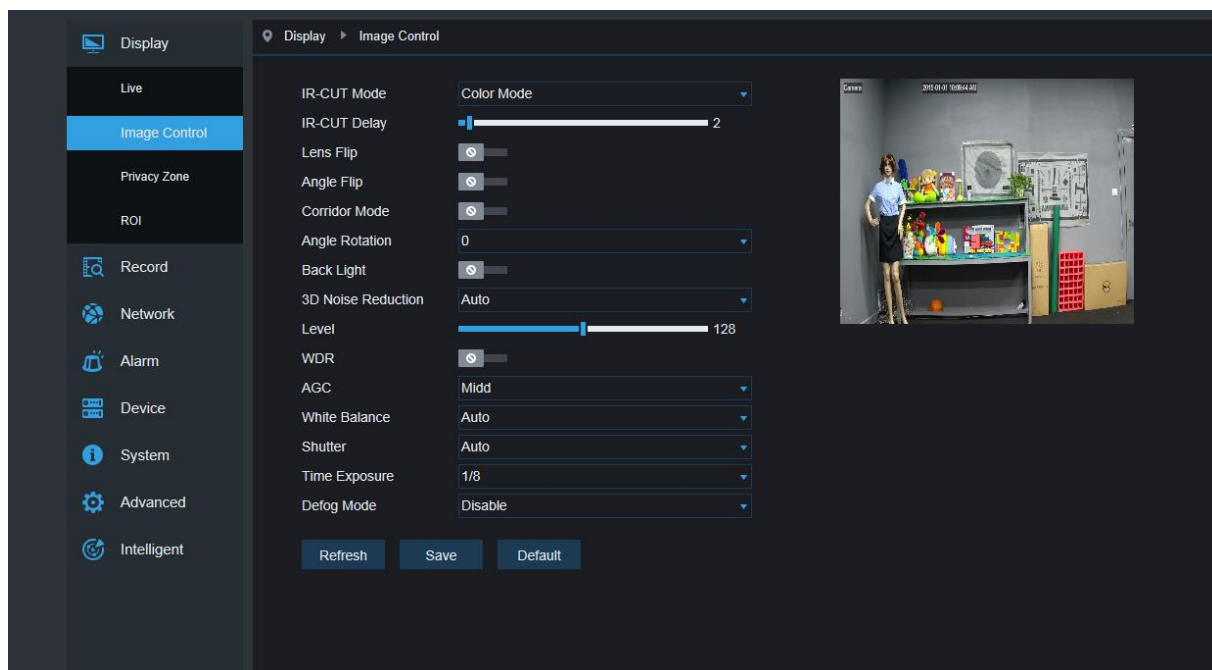 Display
Live
Image Control
Privacy Zone
ROI
Record
Network
Alarm
Device
System
Advanced
Intelligent
Display Image Control
IR-CUT Mode Color Mode
IR-CUT Delay 2
Lens Flip
Angle Flip
Corridor Mode
Angle Rotation 0
Back Light
3D Noise Reduction Auto
Level 128
WDR
AGC Midd
White Balance Auto
Shutter Auto
Time Exposure 1/8
Defog Mode Disable
Refresh Save Default
Camera